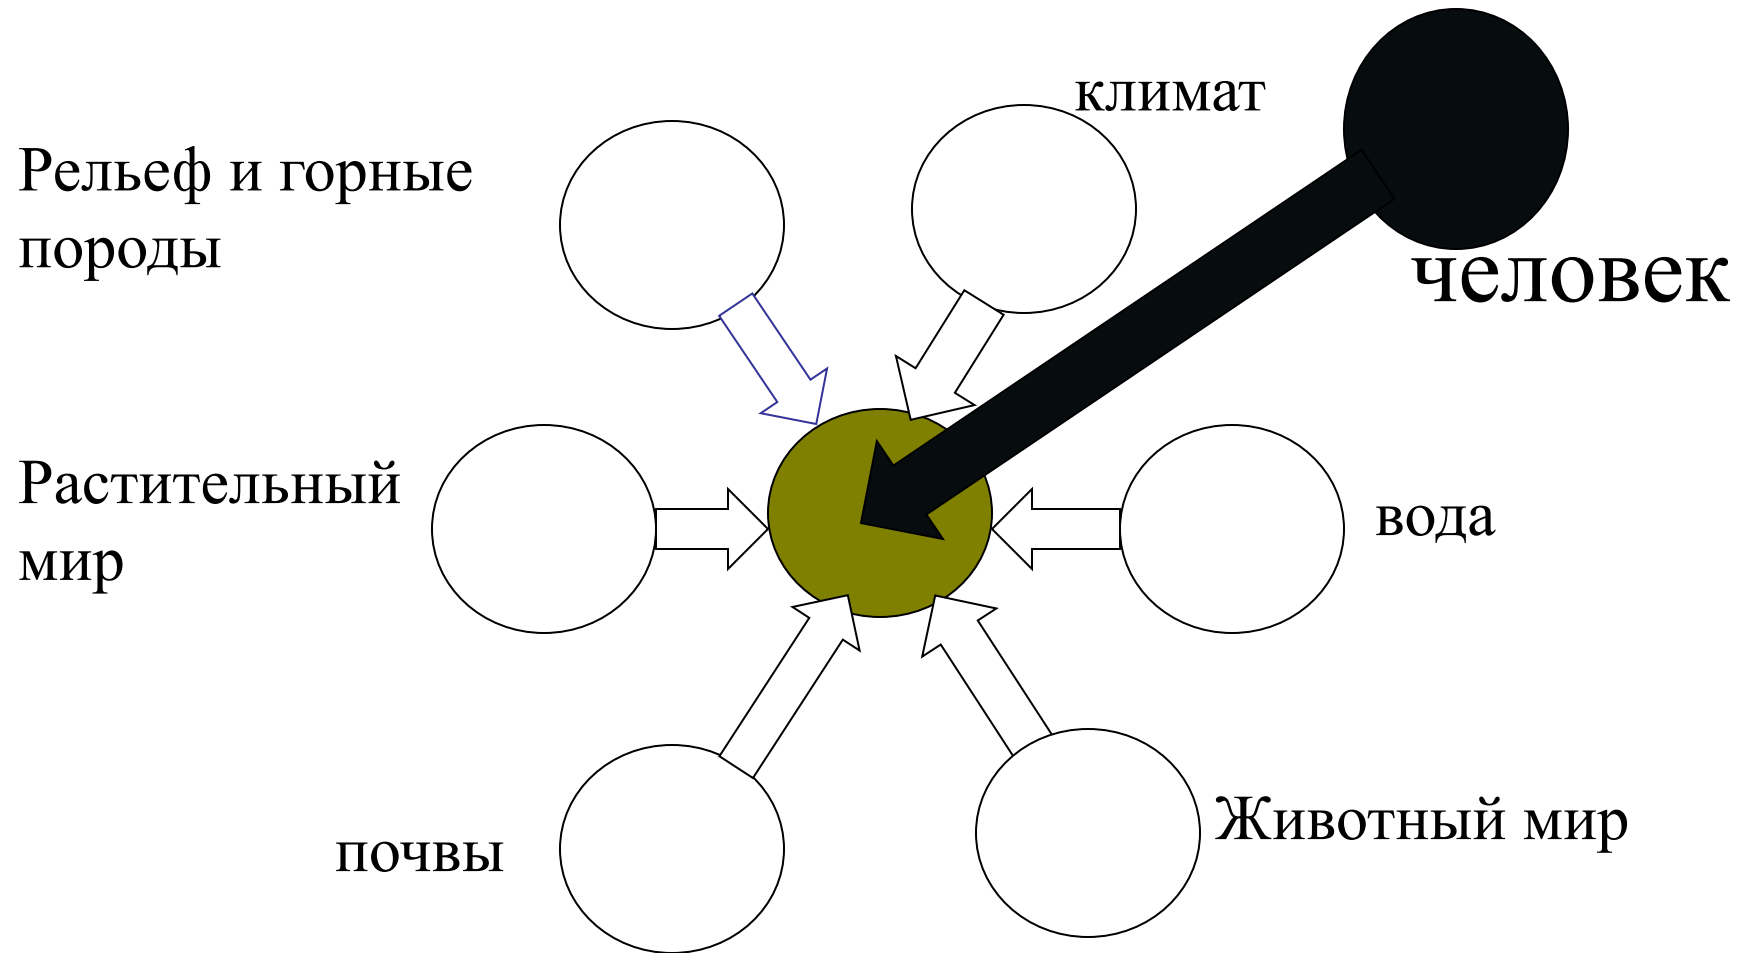 климат
Рельеф и горные
породы
человек
Растительный
мир
вода
Животный мир
почвы